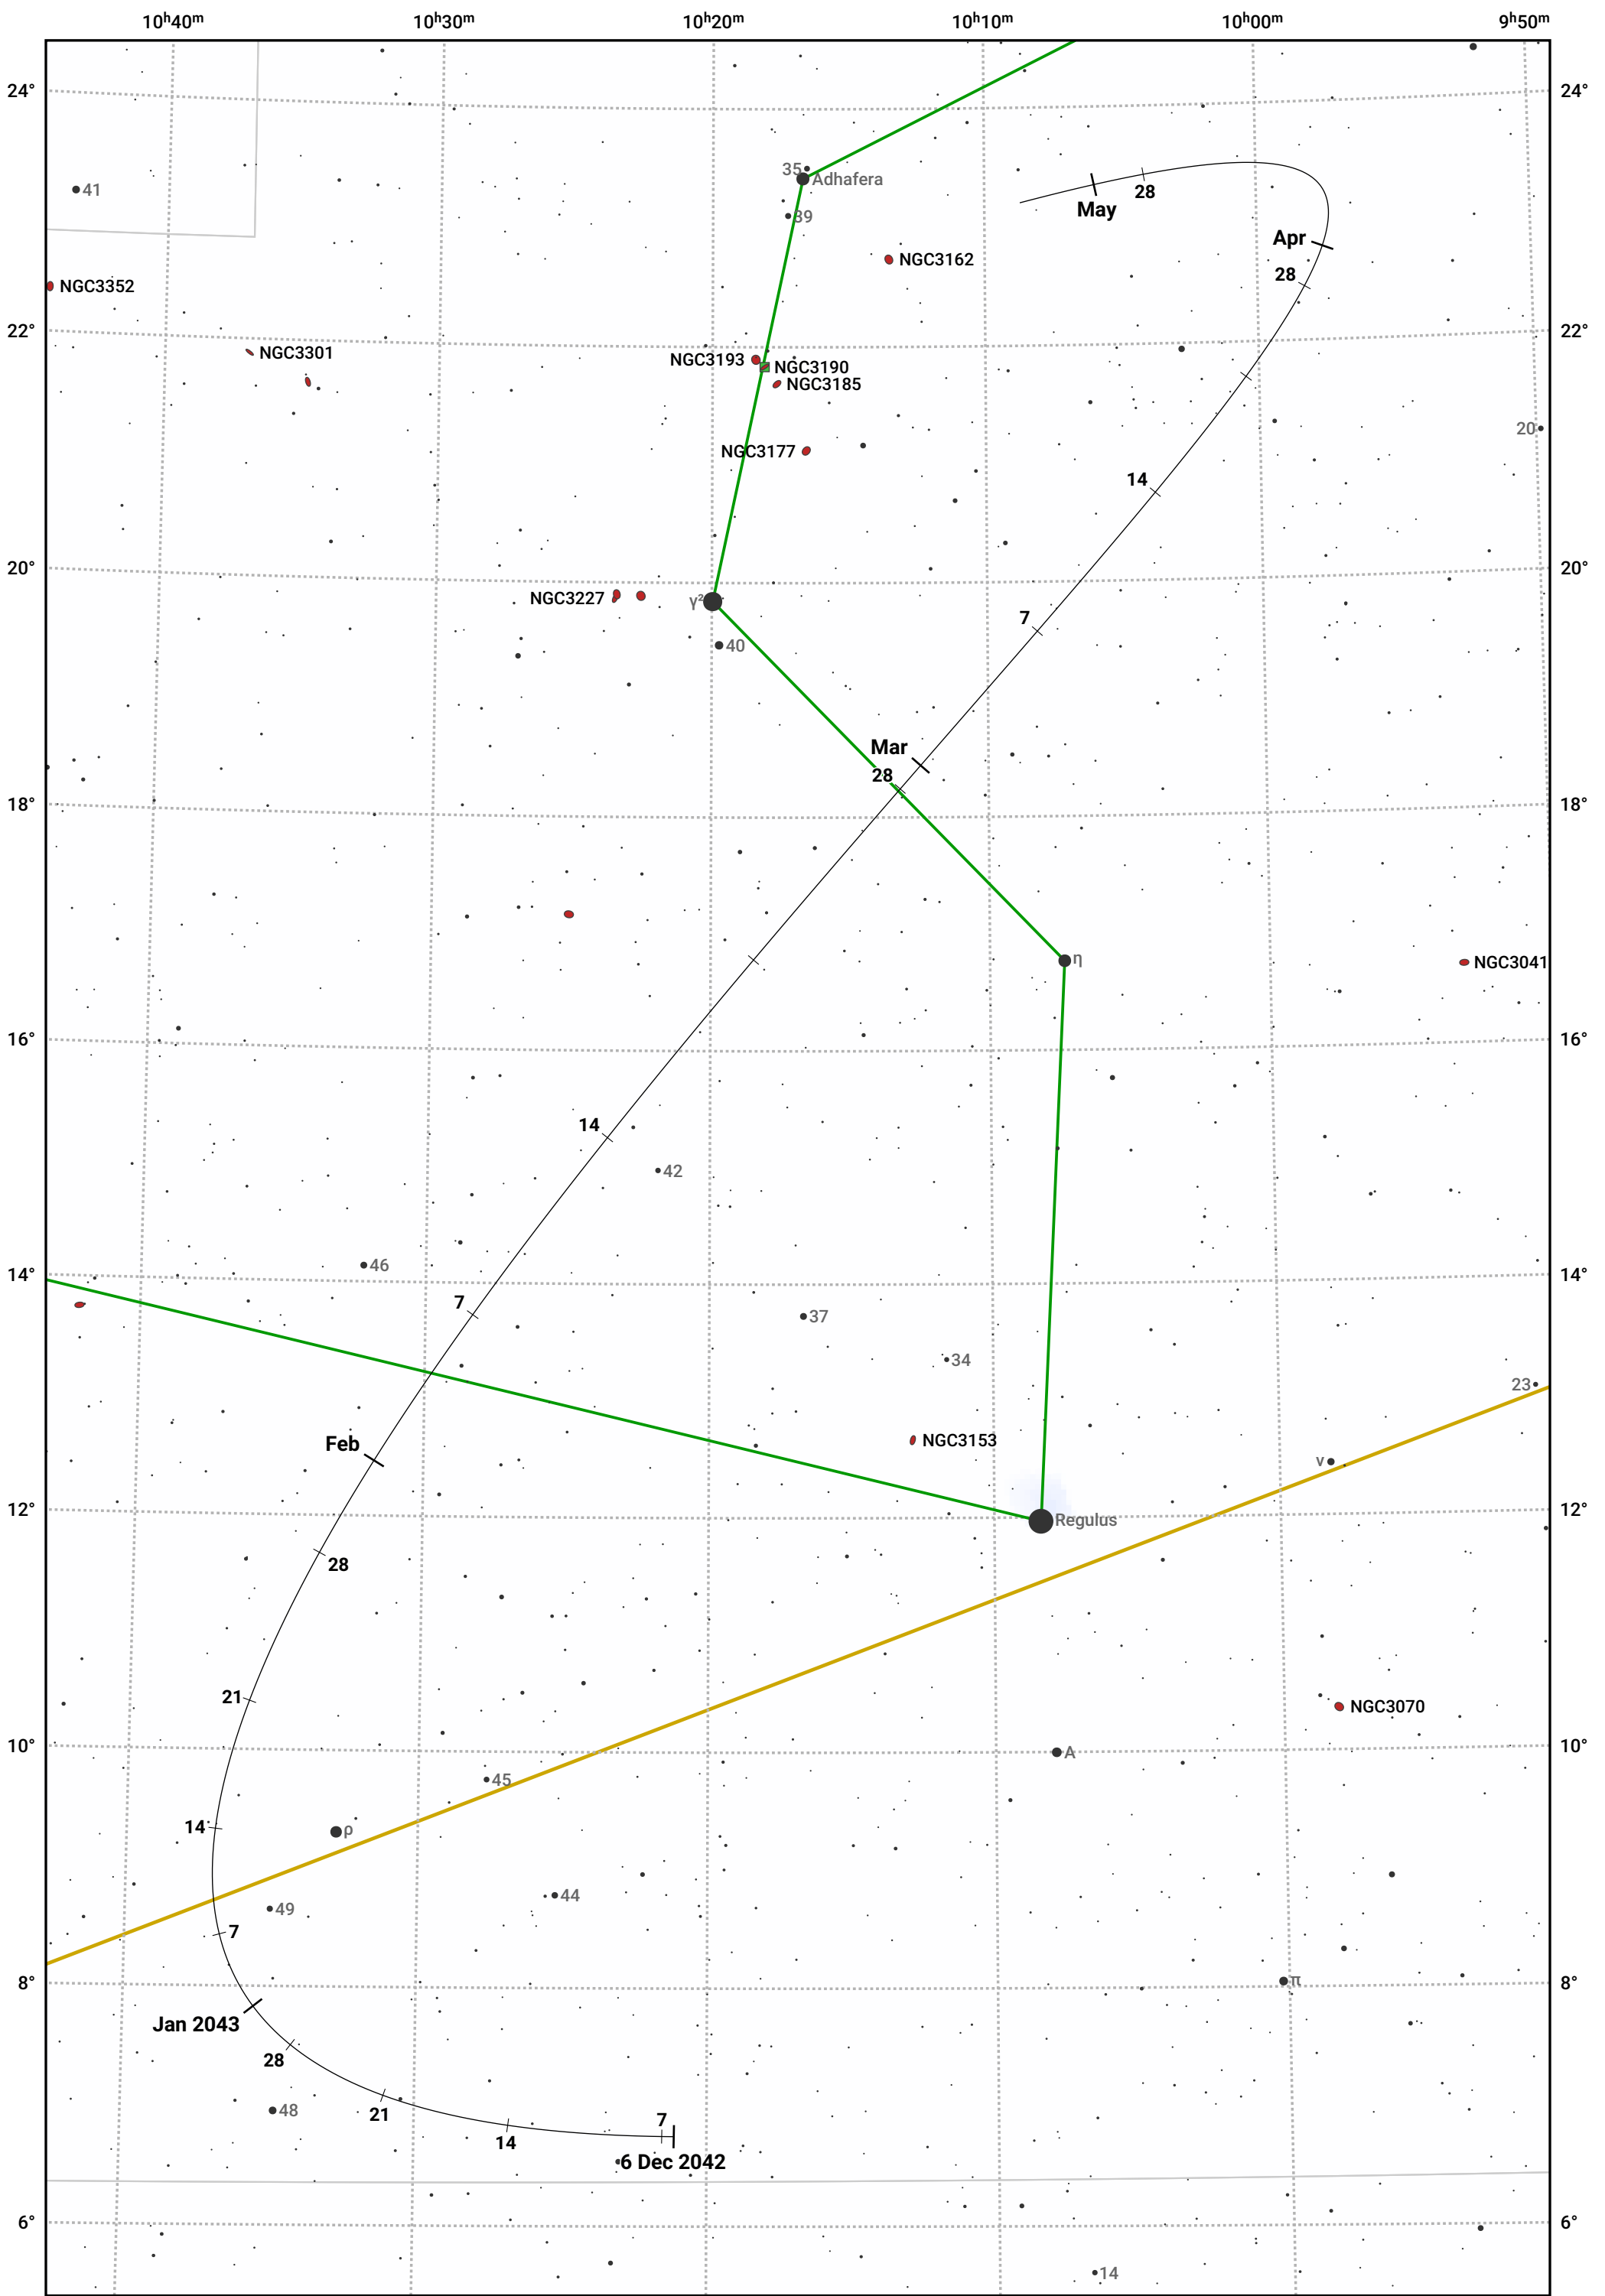 10ʰ40ᵐ 10ʰ30ᵐ 10ʰ20ᵐ 10ʰ10ᵐ 10ʰ00ᵐ 9ʰ50ᵐ
24° 24°
35
Adhafera
41
28
May
39
Apr
NGC3162
28
NGC3352
22° 22°
NGC3301
NGC3193
NGC3190
NGC3185
20
NGC3177
14
20° 20°
NGC3227
γ²
7
40
Mar
28
18° 18°
η
NGC3041
16° 16°
14
42
46
14° 14°
7
37
34
23
NGC3153
Feb
ν
12° 12°
Regulus
28
21
NGC3070
10° 10°
A
45
14
ρ
44
49
7
8° 8°
π
Jan 2043
28
48
21
7
14
6 Dec 2042
6° 6°
14